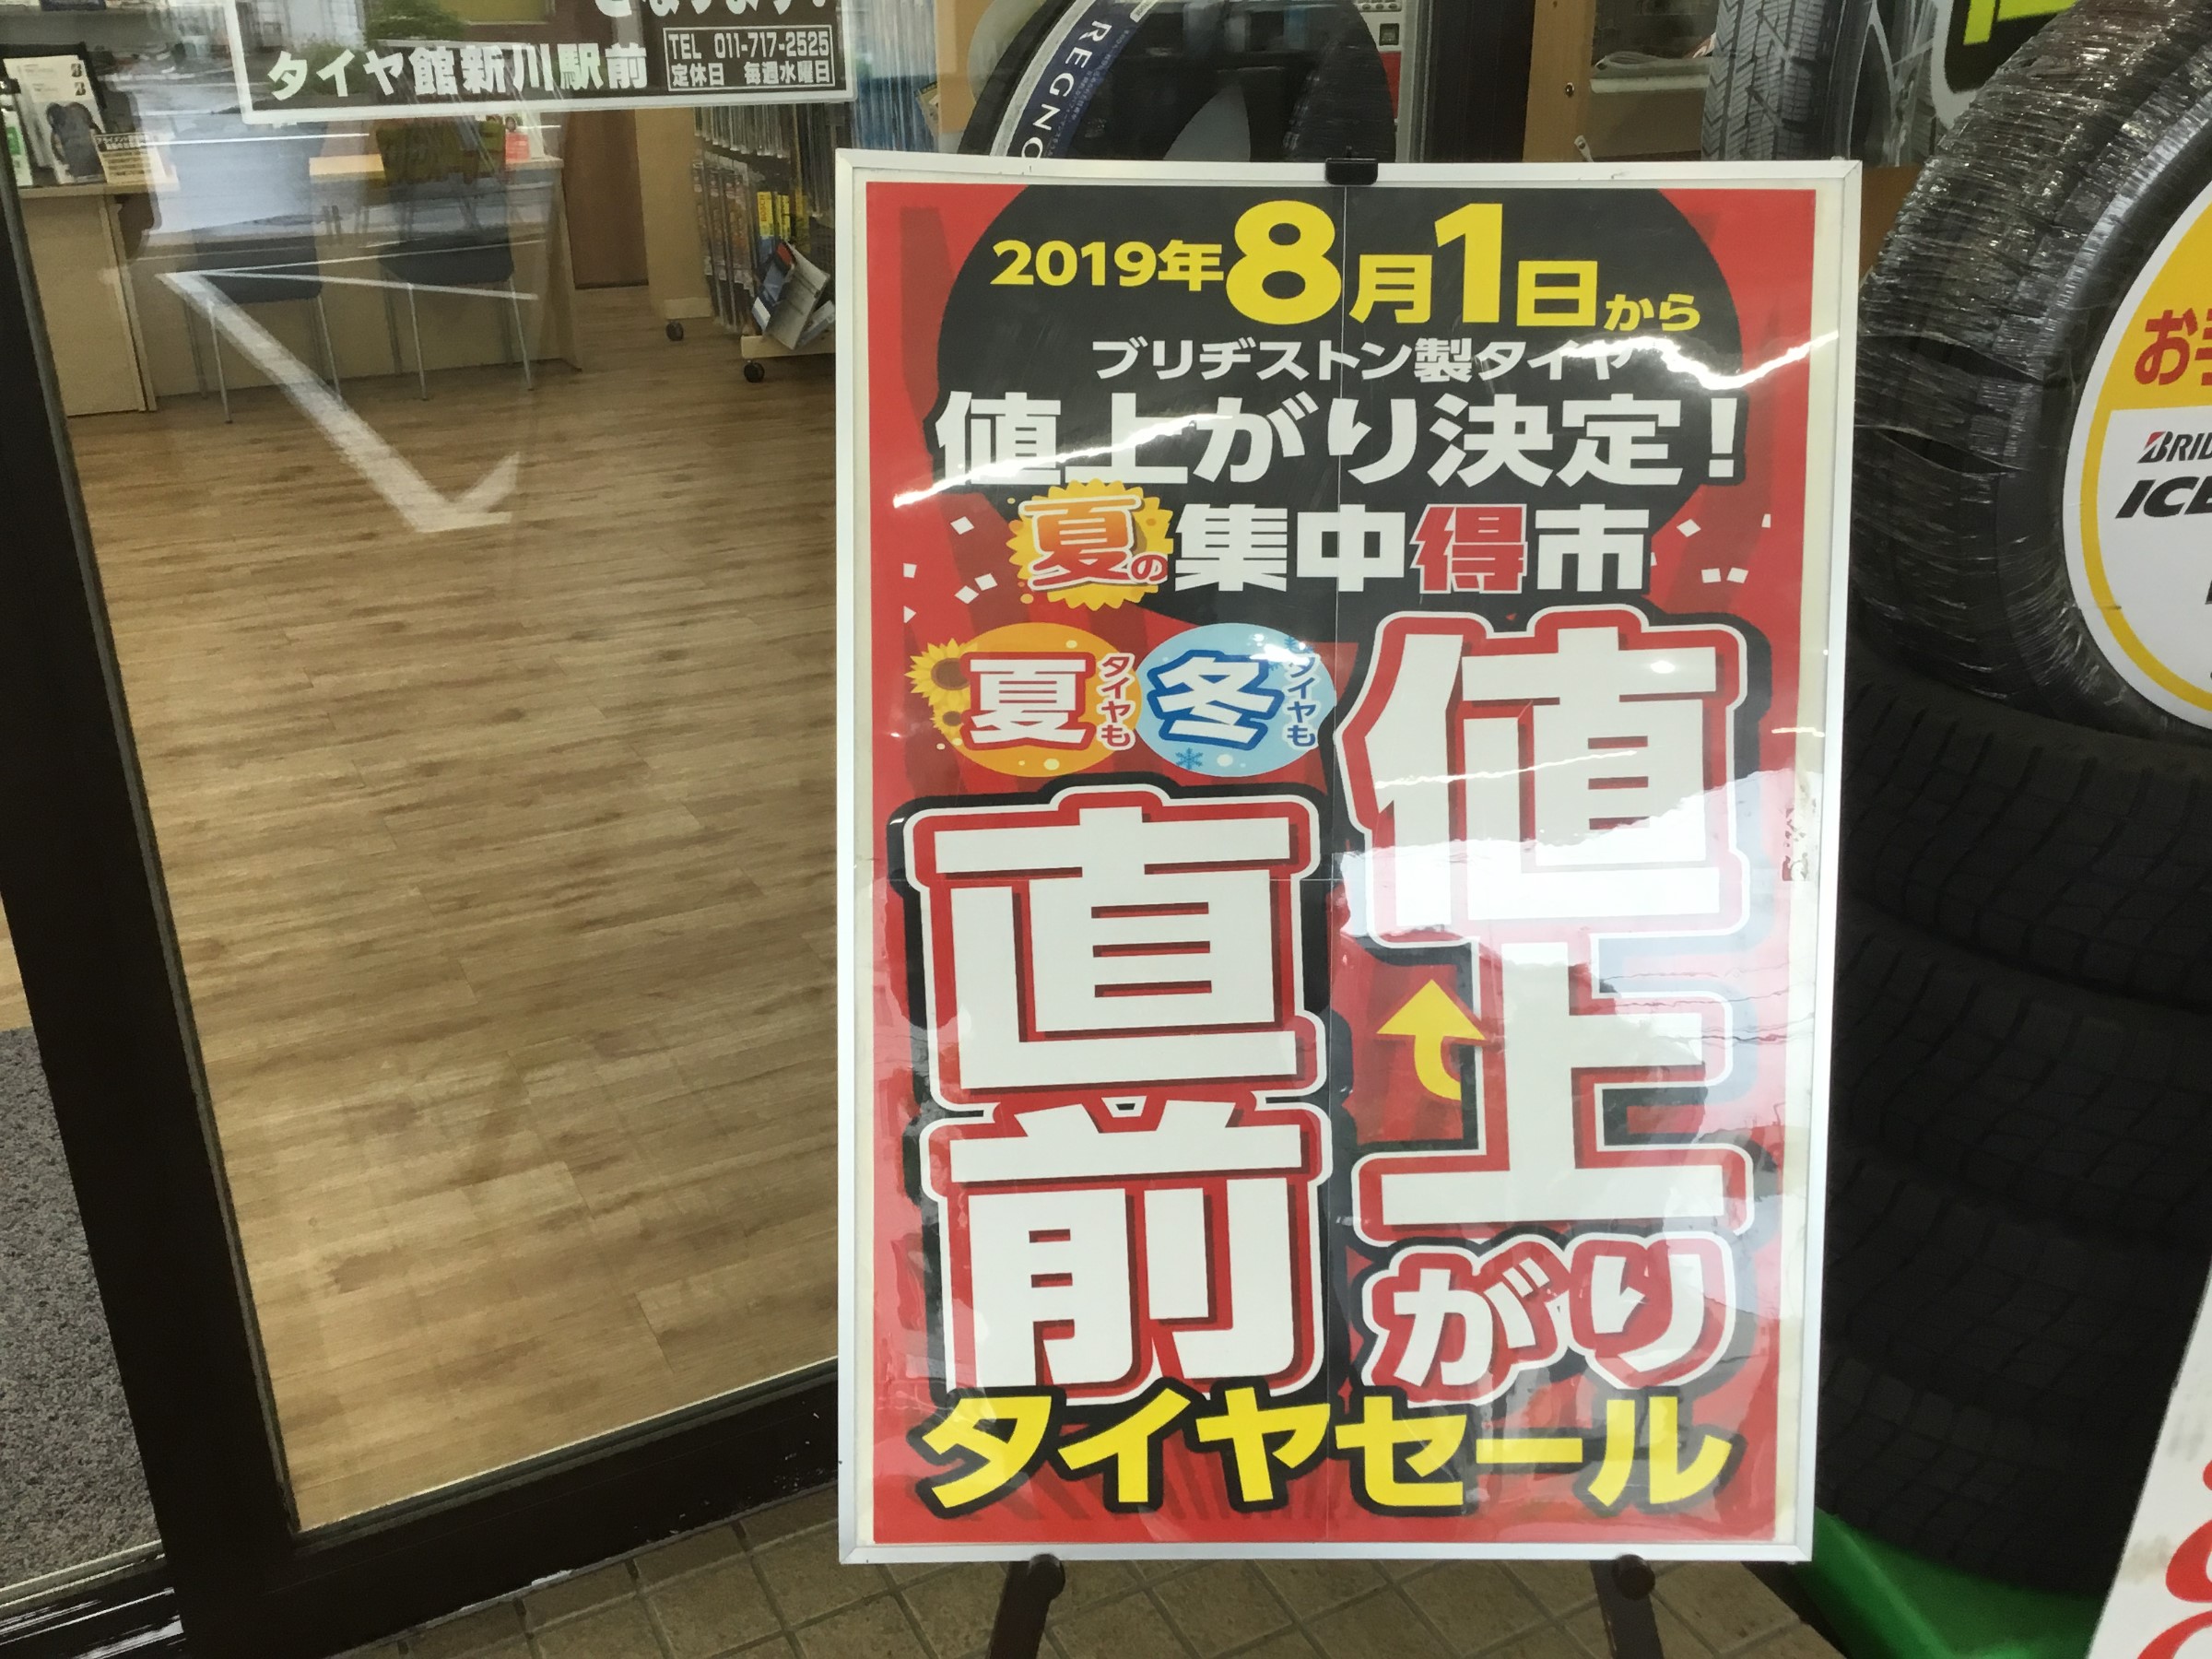 タイヤ館新川駅前
TEL 011-717-2525
定休日 毎週水曜日
REGNO
2019年8月1日から
ブリヂストン製タイヤ
値上がり決定!
夏の集中得市
夏タイヤも
冬タイヤも
値上がり
直前
タイヤセール
ICE